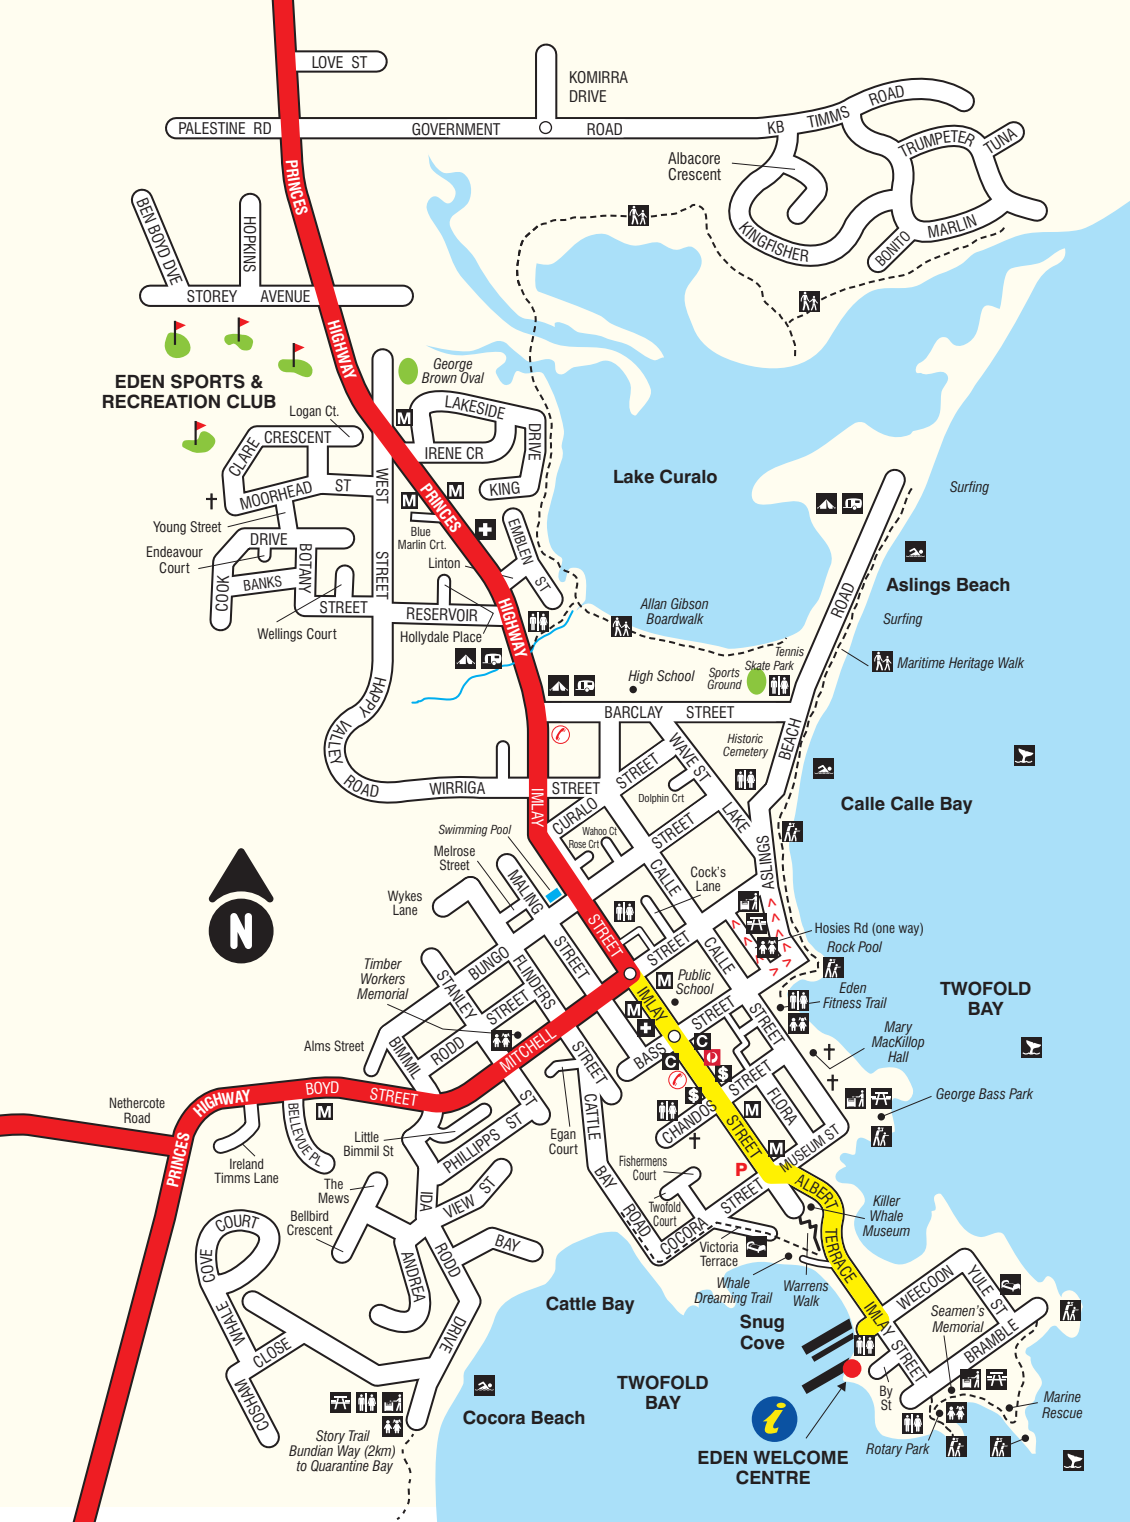 LOVE ST
KOMIRRA
DRIVE
PALESTINE RD
GOVERNMENT
ROAD
KB
TIMMS
ROAD
TRUMPETER
TUNA
Albacore
Crescent
KINGFISHER
BONITO
MARLIN
PRINCES
BEN BOYD DVE
HOPKINS
STOREY AVENUE
HIGHWAY
EDEN SPORTS &
RECREATION CLUB
George
Brown Oval
Logan Ct.
M
LAKESIDE
DRIVE
IRENE CR
KING
CLARE
CRESCENT
MOORHEAD
ST
WEST
STREET
PRINCES
M
M
Blue
Marlin Crt.
EMBLEN
ST
Linton
Young Street
Endeavour
Court
DRIVE
COOK
BANKS
BOTANY
STREET
Wellings Court
RESERVOIR
Hollydale Place
HIGHWAY
Lake Curalo
Surfing
Aslings Beach
Surfing
Allan Gibson
Boardwalk
Maritime Heritage Walk
Tennis
Skate Park
Sports
Ground
High School
ROAD
BEACH
BARCLAY STREET
HAPPY
VALLEY
ROAD
WIRRIGA
STREET
IMLAY
Historic
Cemetery
WAVE ST
STREET
CURALO
Dolphin Crt
LAKE
STREET
Wahoo Ct
Rose Crt
Calle Calle Bay
ASLINGS
Swimming Pool
Melrose
Street
MALING
Wykes
Lane
CALLE
Cock's
Lane
STREET
STREET
N
STREET
CALLE
Hosies Rd (one way)
Rock Pool
BUNGO
STANLEY
FLINDERS
STREET
Timber
Workers
Memorial
RODD
BIMMIL
Alms Street
MITCHELL
STREET
M
Public
School
IMLAY
M
STREET
STREET
BASS
C
C
$
$
Eden
Fitness Trail
TWOFOLD
BAY
Mary
MacKillop
Hall
George Bass Park
Nethercote
Road
HIGHWAY
BOYD
STREET
M
BELLEVUE PL
PRINCES
Ireland
Timms Lane
Little
Bimmil St
PHILLIPPS ST
ST
Egan
Court
CATTLE
BAY
ROAD
STREET
FLORA
M
CHANDOS
STREET
M
MUSEUM ST
P
Fishermens
Court
Twofold
Court
COCORA
STREET
ALBERT
TERRACE
Killer
Whale
Museum
Victoria
Terrace
Whale
Dreaming Trail
Warrens
Walk
The
Mews
Bellbird
Crescent
IDA
VIEW ST
RODD
BAY
ANDREA
DRIVE
COURT
COVE
WHALE
CLOSE
COSHAM
Cattle Bay
Snug
Cove
IMLAY STREET
WEECOON
YULE ST
Seamen's
Memorial
BRAMBLE
By
St
Marine
Rescue
Rotary Park
TWOFOLD
BAY
Cocora Beach
Story Trail
Bundian Way (2km)
to Quarantine Bay
i
EDEN WELCOME
CENTRE